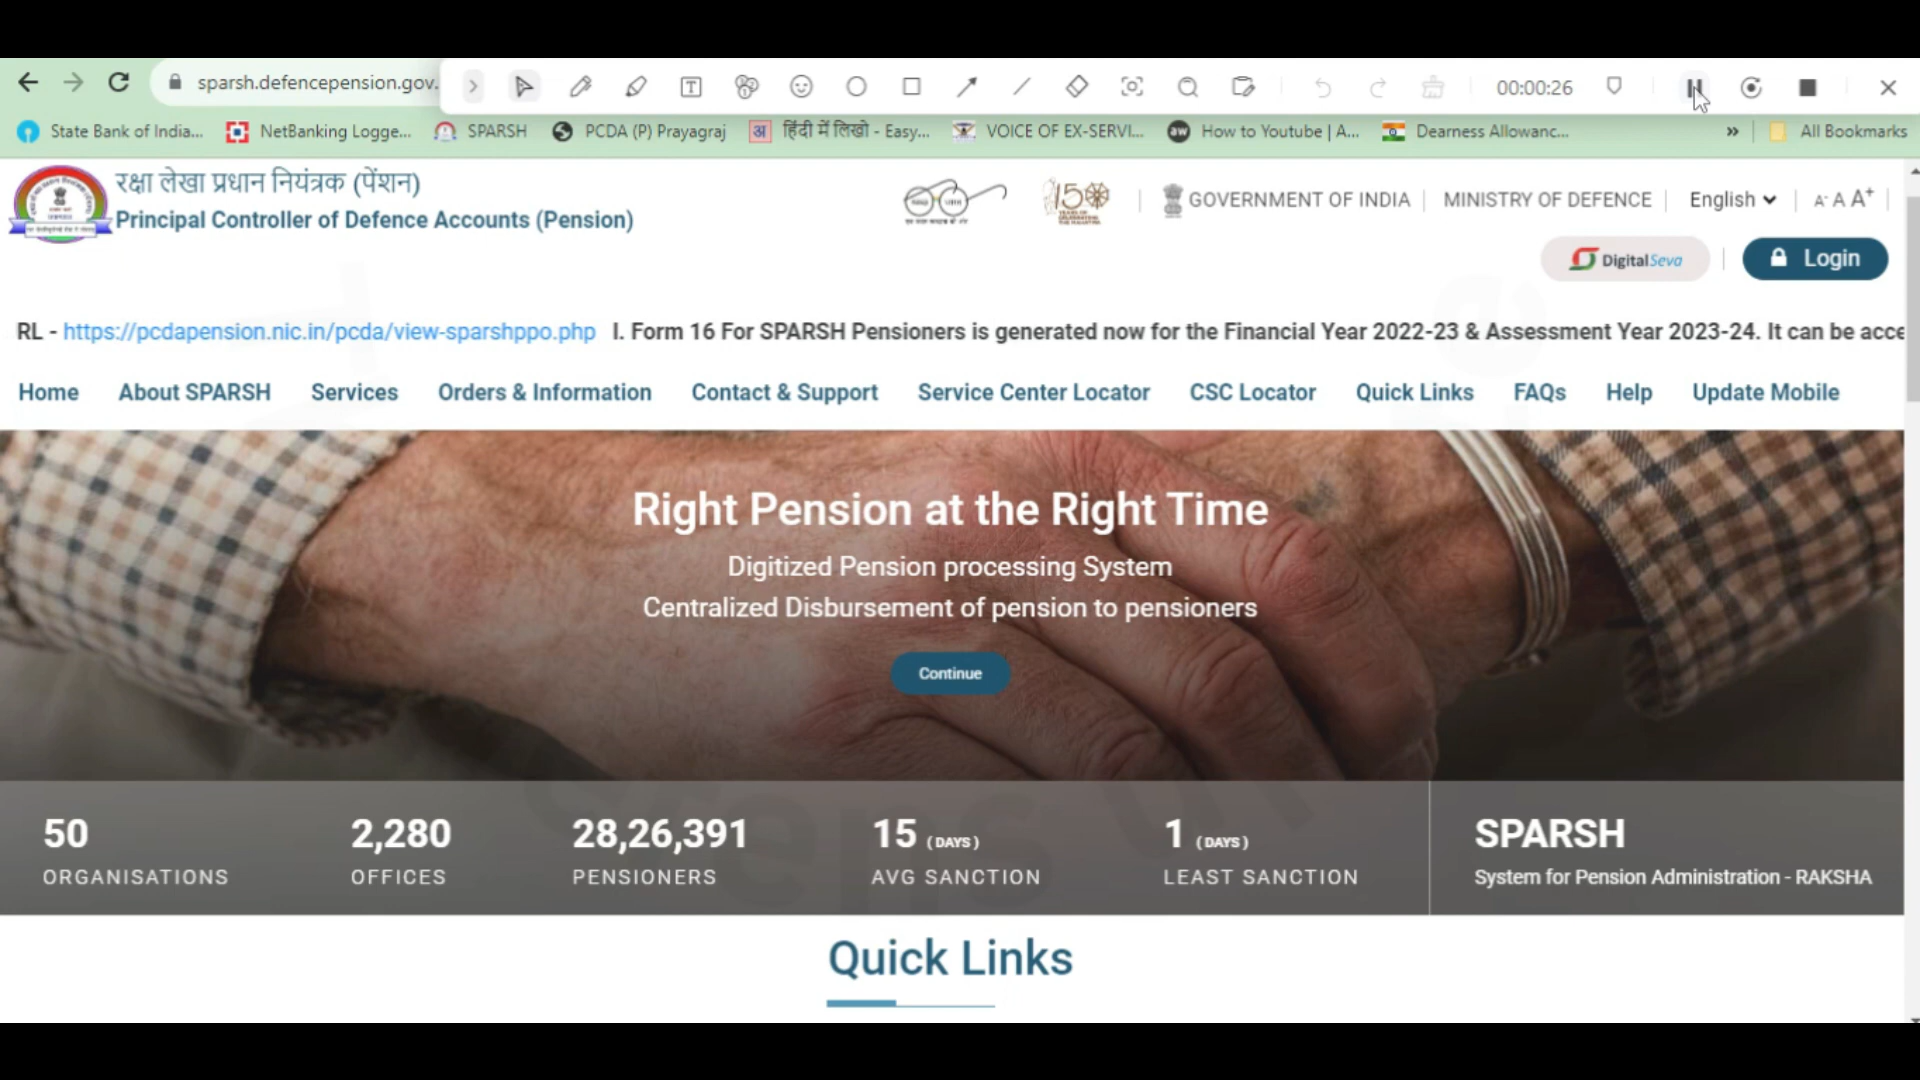 sparsh.defencepension.gov.
00:00:26
State Bank of India... NetBanking Logge... SPARSH PCDA (P) Prayagraj अ हिंदी में लिखो - Easy... VOICE OF EX-SERVI... aw How to Youtube | A... Dearness Allowanc... » All Bookmarks
रक्षा लेखा प्रधान नियंत्रक (पेंशन)
Principal Controller of Defence Accounts (Pension)
GOVERNMENT OF INDIA MINISTRY OF DEFENCE English A- A A+
DigitalSeva Login
RL - https://pcdapension.nic.in/pcda/view-sparshppo.php I. Form 16 For SPARSH Pensioners is generated now for the Financial Year 2022-23 & Assessment Year 2023-24. It can be acce
Home About SPARSH Services Orders & Information Contact & Support Service Center Locator CSC Locator Quick Links FAQs Help Update Mobile
Right Pension at the Right Time
Digitized Pension processing System
Centralized Disbursement of pension to pensioners
Continue
50 2,280 28,26,391 15 (DAYS) 1 (DAYS) SPARSH
ORGANISATIONS OFFICES PENSIONERS AVG SANCTION LEAST SANCTION System for Pension Administration - RAKSHA
Quick Links